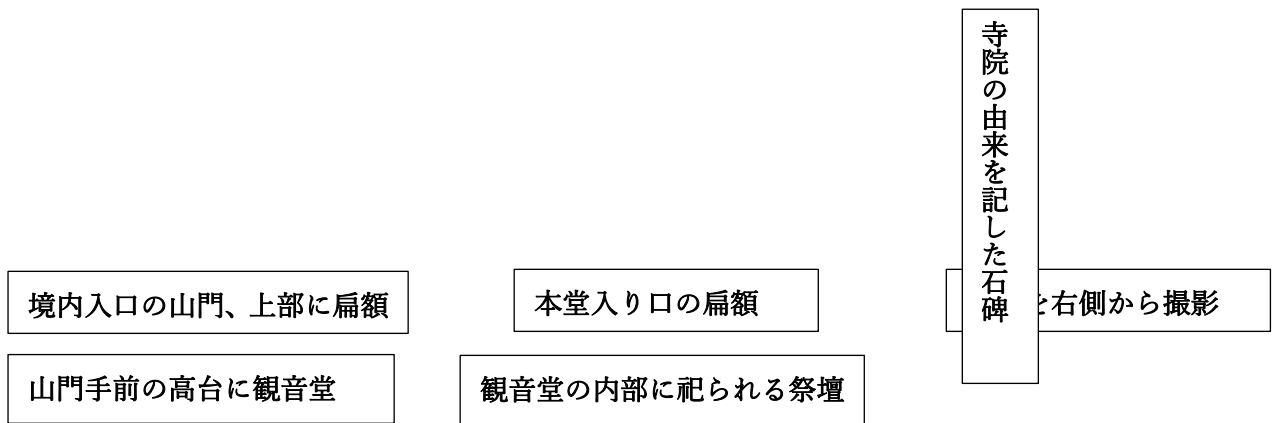 寺院の由来を記した石碑
境内入口の山門、上部に扁額
本堂入り口の扁額
を右側から撮影
山門手前の高台に観音堂
観音堂の内部に祀られる祭壇